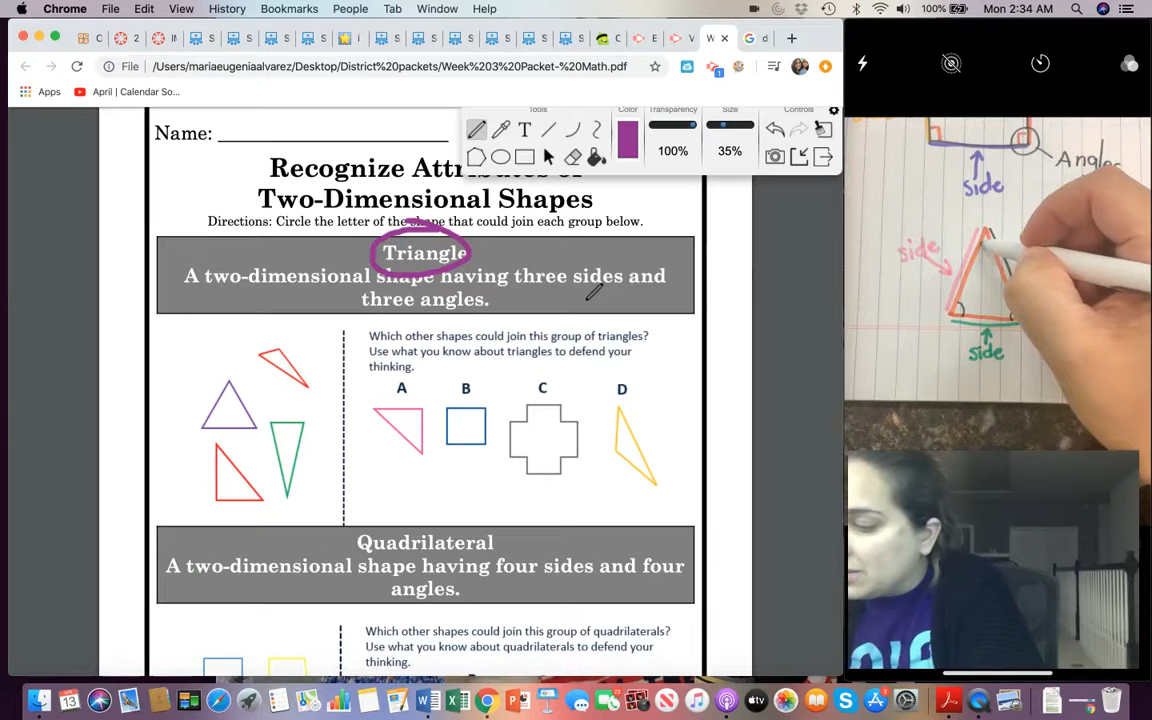 Chrome File Edit View History Bookmarks People Tab Window Help 100% Mon 2:34 AM
File /Users/mariaeugeniaalvarez/Desktop/District%20packets/Week%203%20Packet-%20Math.pdf
Apps April | Calendar So...
Tools Color Transparency Size Controls
100% 35%
Name:
Recognize Attributes of
Two-Dimensional Shapes
Directions: Circle the letter of the shape that could join each group below.
Triangle
A two-dimensional shape having three sides and
three angles.
Which other shapes could join this group of triangles?
Use what you know about triangles to defend your
thinking.
A B C D
Quadrilateral
A two-dimensional shape having four sides and four
angles.
Which other shapes could join this group of quadrilaterals?
Use what you know about quadrilaterals to defend your
thinking.
Angles
side
side
side